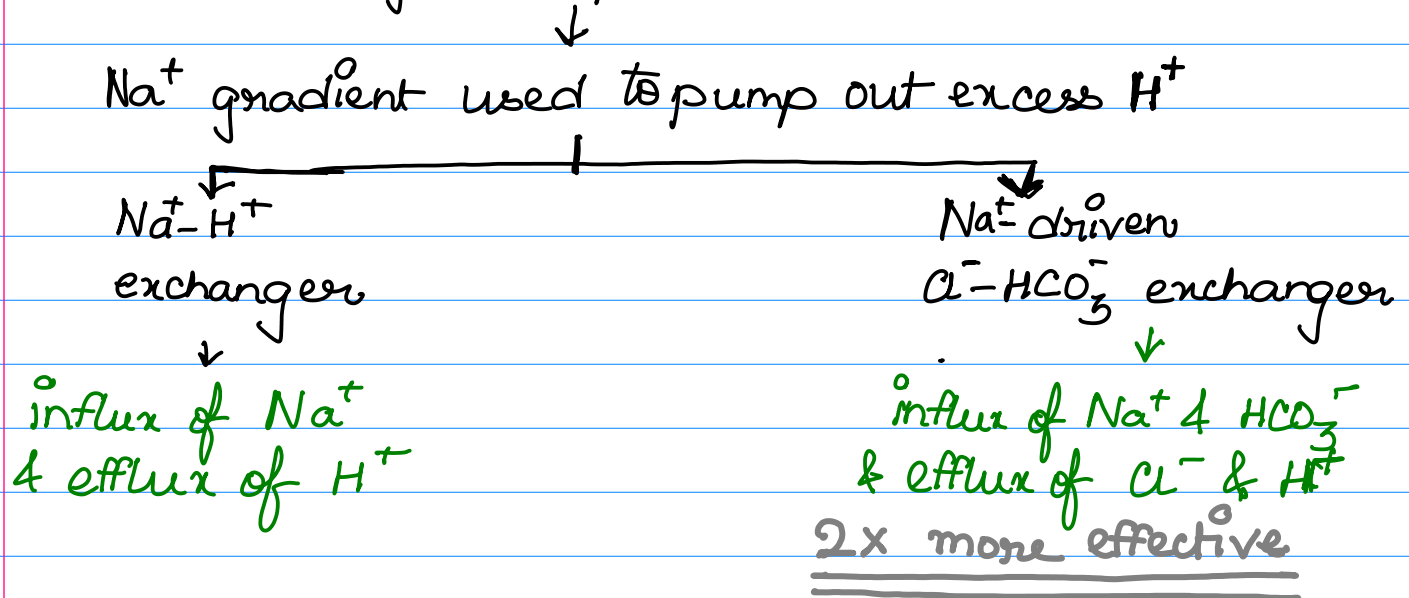 Na⁺ gradient used to pump out excess H⁺
Na⁺-H⁺
exchanger
Na⁺-driven
Cl⁻-HCO₃⁻ exchanger
influx of Na⁺
& efflux of H⁺
influx of Na⁺ & HCO₃⁻
& efflux of Cl⁻ & H⁺
2x more effective